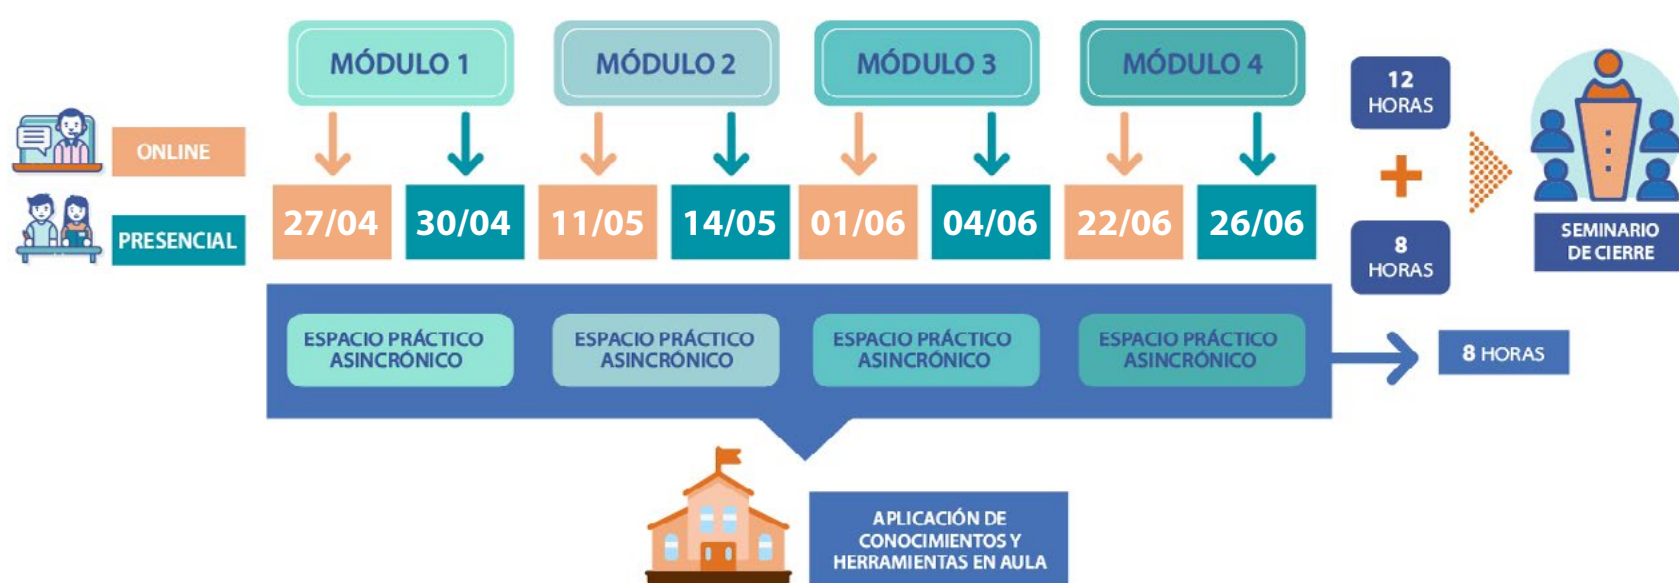 MÓDULO 1
MÓDULO 2
MÓDULO 3
MÓDULO 4
ONLINE
PRESENCIAL
27/04
30/04
11/05
14/05
01/06
04/06
22/06
26/06
12
HORAS
+
8
HORAS
SEMINARIO
DE CIERRE
ESPACIO PRÁCTICO
ASINCRÓNICO
ESPACIO PRÁCTICO
ASINCRÓNICO
ESPACIO PRÁCTICO
ASINCRÓNICO
ESPACIO PRÁCTICO
ASINCRÓNICO
8 HORAS
APLICACIÓN DE
CONOCIMIENTOS Y
HERRAMIENTAS EN AULA